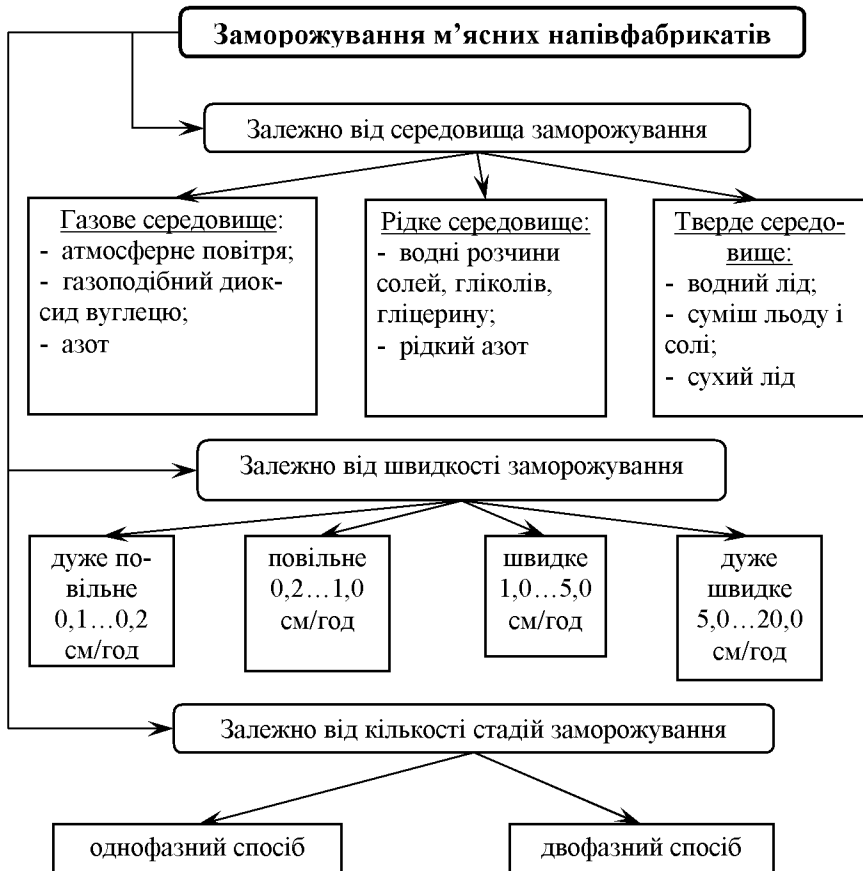 Заморожування м’ясних напівфабрикатів
Залежно від середовища заморожування
Газове середовище:
- атмосферне повітря;
- газоподібний диок-
сид вуглецю;
- азот
Рідке середовище:
- водні розчини
солей, гліколів,
гліцерину;
- рідкий азот
Тверде середо-
вище:
- водний лід;
- суміш льоду і
солі;
- сухий лід
Залежно від швидкості заморожування
дуже по-
вільне
0,1…0,2
см/год
повільне
0,2…1,0
см/год
швидке
1,0…5,0
см/год
дуже
швидке
5,0…20,0
см/год
Залежно від кількості стадій заморожування
однофазний спосіб
двофазний спосіб